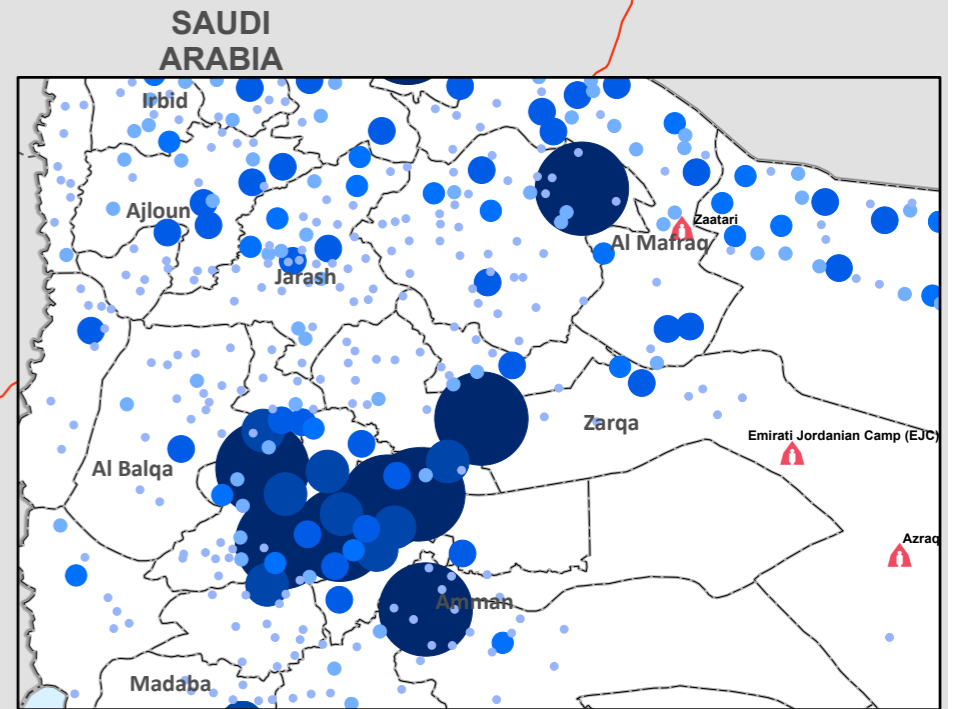 SAUDI
ARABIA
Irbid
Ajloun
Zaatari
Al Mafraq
Jarash
Zarqa
Emirati Jordanian Camp (EJC)
Al Balqa
Azraq
Amman
Madaba